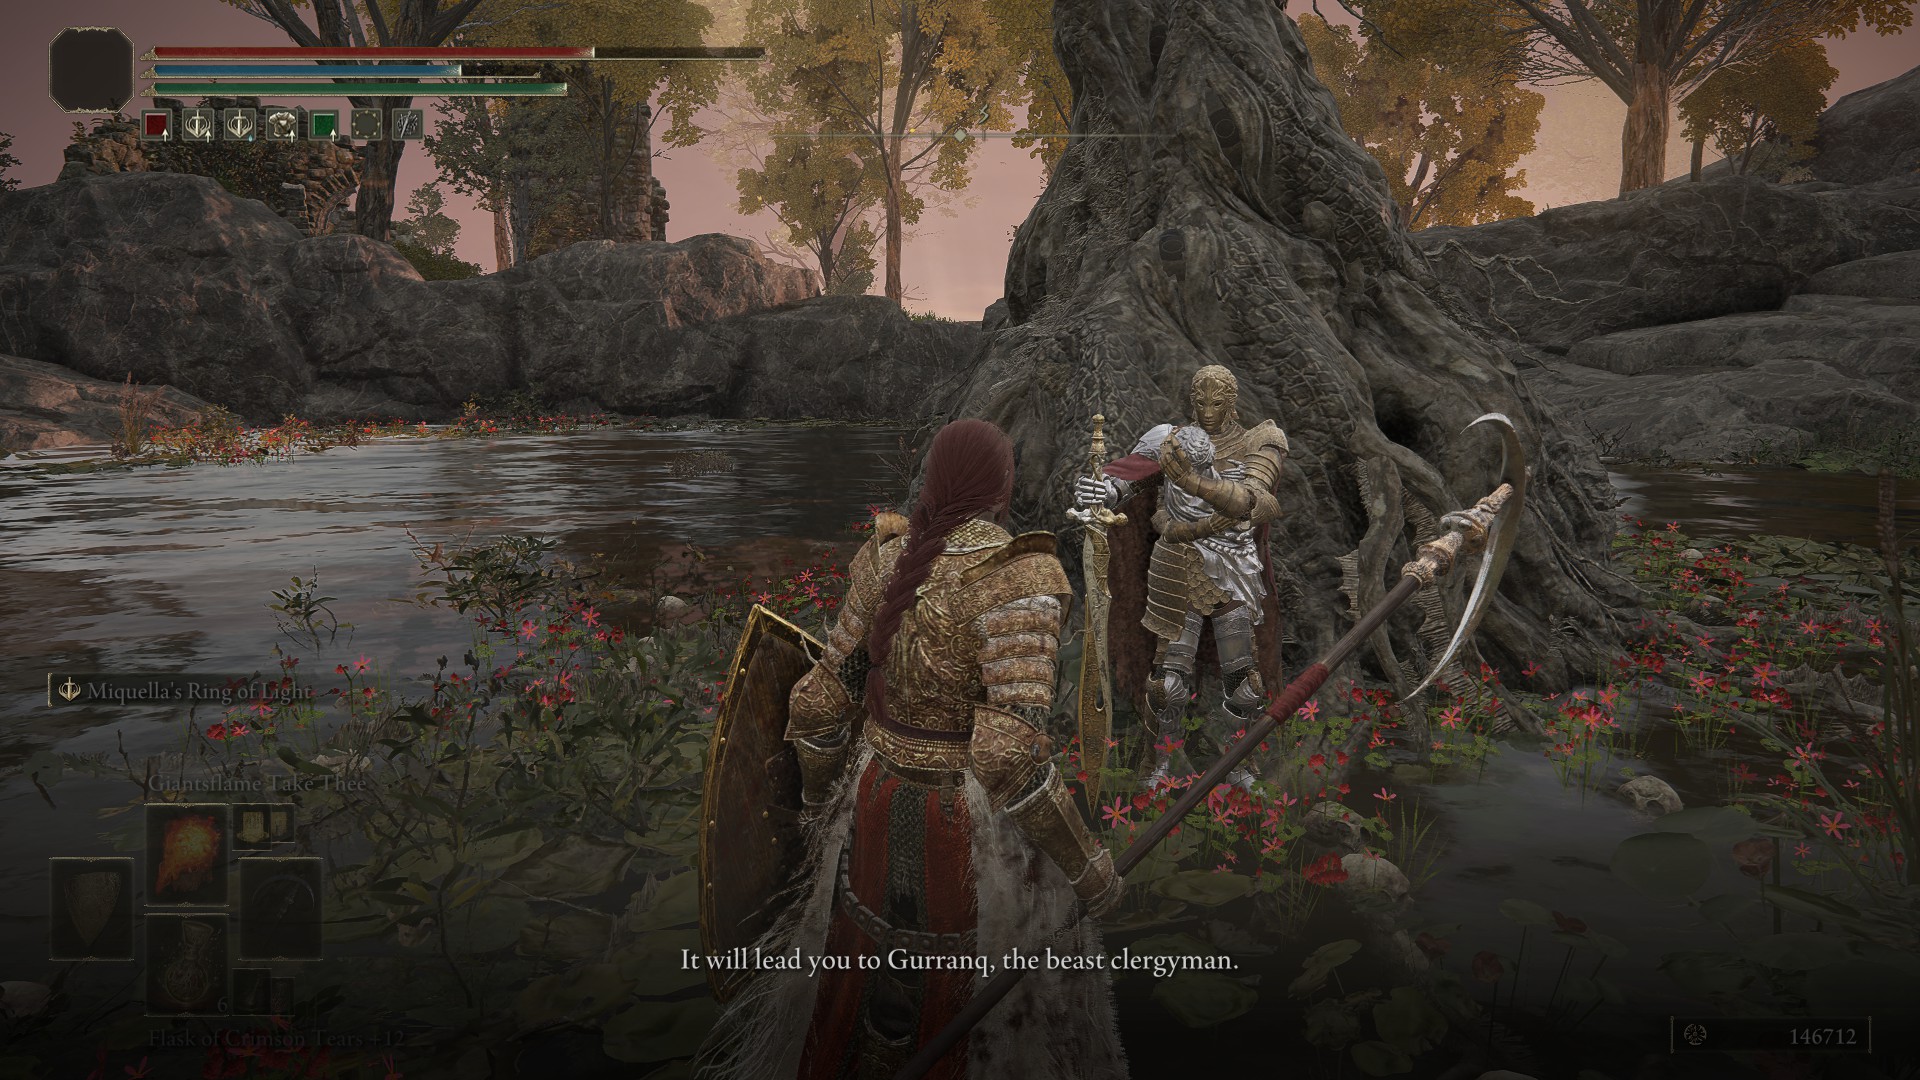 Miquella's Ring of Light
Giantsflame Take Thee
6
Flask of Crimson Tears +12
It will lead you to Gurranq, the beast clergyman.
146712